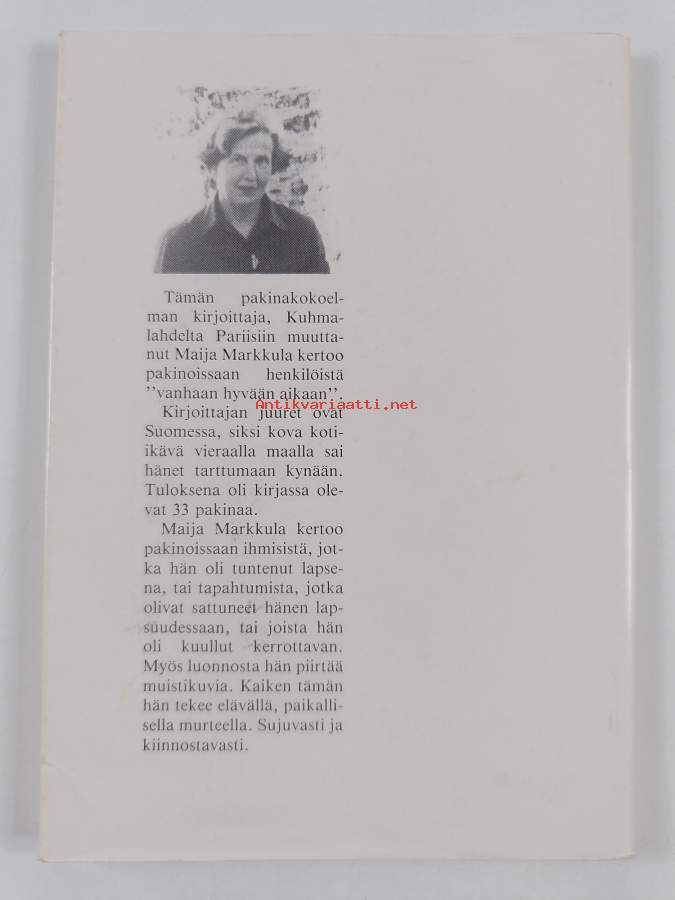 Tämän pakinakokoel-
man kirjoittaja, Kuhma-
lahdelta Pariisiin muutta-
nut Maija Markkula kertoo
pakinoissaan henkilöistä
”vanhaan hyvään aikaan”.
Antikvariaatti.net
Kirjoittajan juuret ovat
Suomessa, siksi kova koti-
ikävä vieraalla maalla sai
hänet tarttumaan kynään.
Tuloksena oli kirjassa ole-
vat 33 pakinaa.
Maija Markkula kertoo
pakinoissaan ihmisistä, jot-
ka hän oli tuntenut lapse-
na, tai tapahtumista, jotka
olivat sattuneet hänen lap-
suudessaan, tai joista hän
oli kuullut kerrottavan.
Myös luonnosta hän piirtää
muistikuvia. Kaiken tämän
hän tekee elävällä, paikalli-
sella murteella. Sujuvasti ja
kiinnostavasti.